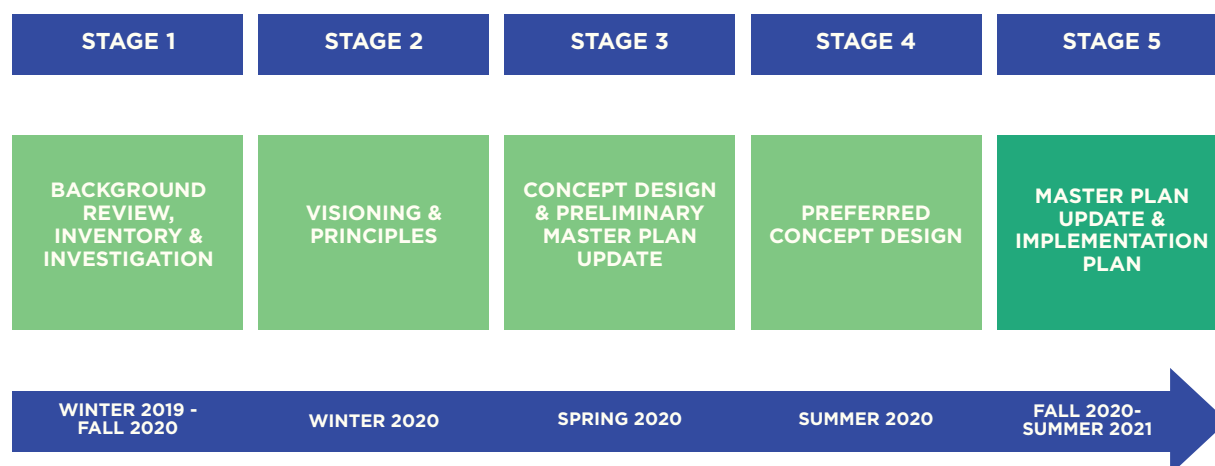 STAGE 1
STAGE 2
STAGE 3
STAGE 4
STAGE 5
BACKGROUND
REVIEW,
INVENTORY &
INVESTIGATION
VISIONING &
PRINCIPLES
CONCEPT DESIGN
& PRELIMINARY
MASTER PLAN
UPDATE
PREFERRED
CONCEPT DESIGN
MASTER PLAN
UPDATE &
IMPLEMENTATION
PLAN
WINTER 2019 -
FALL 2020
WINTER 2020
SPRING 2020
SUMMER 2020
FALL 2020-
SUMMER 2021